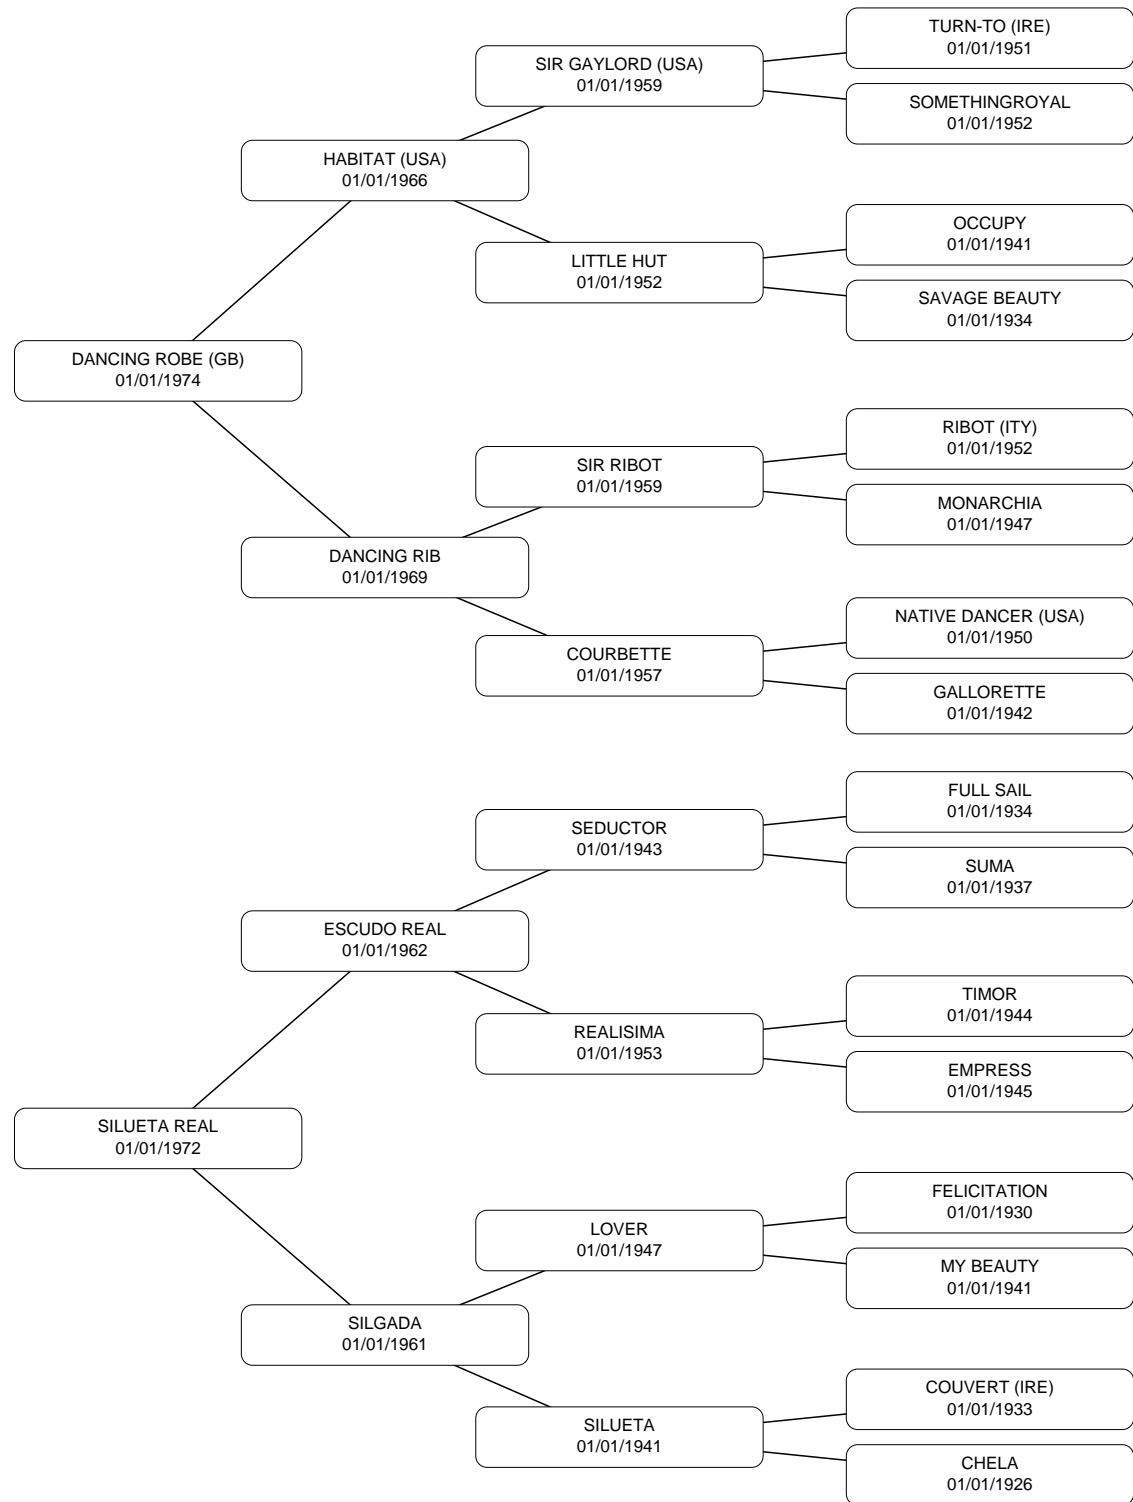 TURN-TO (IRE)
01/01/1951
SIR GAYLORD (USA)
01/01/1959
SOMETHINGROYAL
01/01/1952
HABITAT (USA)
01/01/1966
OCCUPY
01/01/1941
LITTLE HUT
01/01/1952
SAVAGE BEAUTY
01/01/1934
DANCING ROBE (GB)
01/01/1974
RIBOT (ITY)
01/01/1952
SIR RIBOT
01/01/1959
MONARCHIA
01/01/1947
DANCING RIB
01/01/1969
NATIVE DANCER (USA)
01/01/1950
COURBETTE
01/01/1957
GALLORETTE
01/01/1942
FULL SAIL
01/01/1934
SEDUCTOR
01/01/1943
SUMA
01/01/1937
ESCUDO REAL
01/01/1962
TIMOR
01/01/1944
REALISIMA
01/01/1953
EMPRESS
01/01/1945
SILUETA REAL
01/01/1972
FELICITATION
01/01/1930
LOVER
01/01/1947
MY BEAUTY
01/01/1941
SILGADA
01/01/1961
COUVERT (IRE)
01/01/1933
SILUETA
01/01/1941
CHELA
01/01/1926